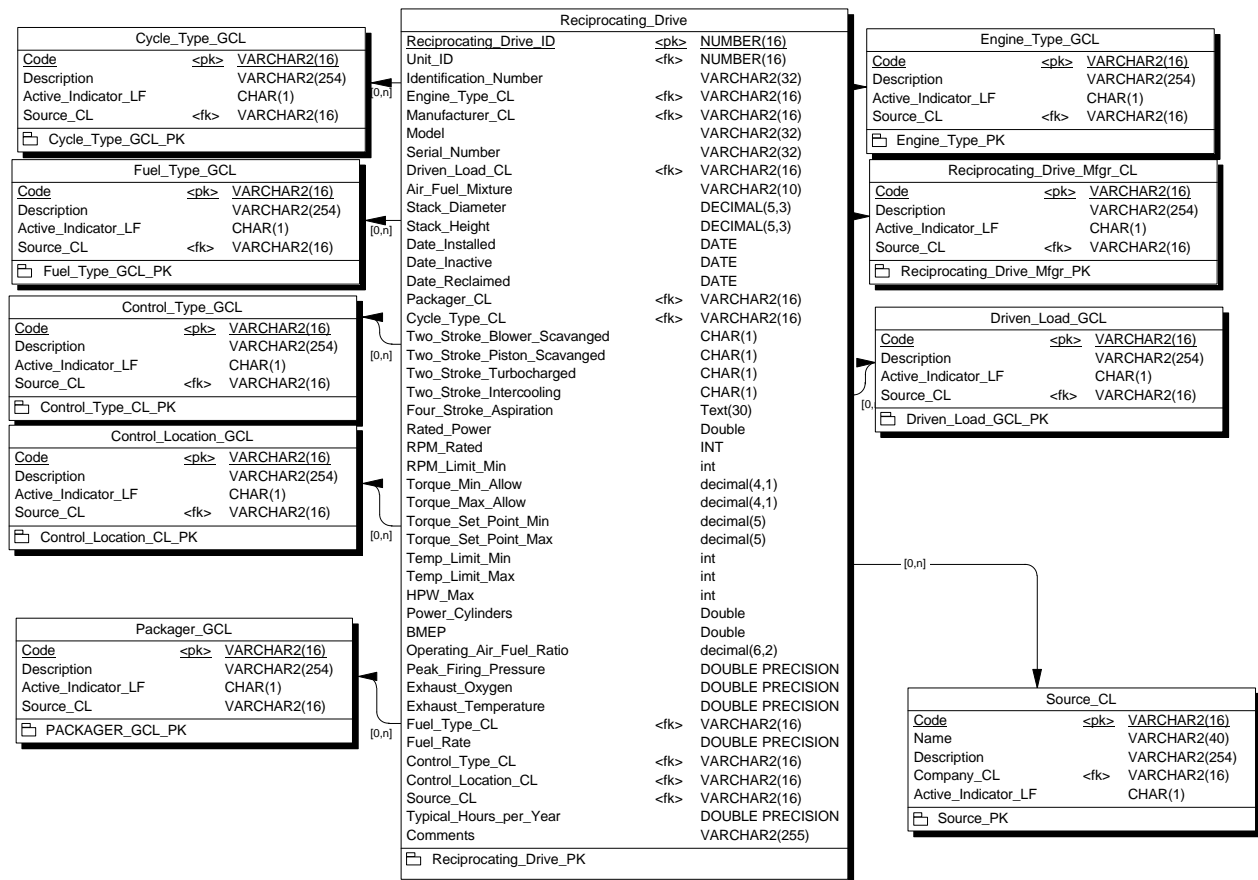 Cycle_Type_GCL
Code <pk> VARCHAR2(16)
Description VARCHAR2(254)
Active_Indicator_LF CHAR(1)
Source_CL <fk> VARCHAR2(16)
Cycle_Type_GCL_PK
Fuel_Type_GCL
Code <pk> VARCHAR2(16)
Description VARCHAR2(254)
Active_Indicator_LF CHAR(1)
Source_CL <fk> VARCHAR2(16)
Fuel_Type_GCL_PK
Control_Type_GCL
Code <pk> VARCHAR2(16)
Description VARCHAR2(254)
Active_Indicator_LF CHAR(1)
Source_CL <fk> VARCHAR2(16)
Control_Type_CL_PK
Control_Location_GCL
Code <pk> VARCHAR2(16)
Description VARCHAR2(254)
Active_Indicator_LF CHAR(1)
Source_CL <fk> VARCHAR2(16)
Control_Location_CL_PK
Packager_GCL
Code <pk> VARCHAR2(16)
Description VARCHAR2(254)
Active_Indicator_LF CHAR(1)
Source_CL VARCHAR2(16)
PACKAGER_GCL_PK
[0,n]
[0,n]
[0,n]
[0,n]
[0,n]
Reciprocating_Drive
Reciprocating_Drive_ID <pk> NUMBER(16)
Unit_ID <fk> NUMBER(16)
Identification_Number VARCHAR2(32)
Engine_Type_CL <fk> VARCHAR2(16)
Manufacturer_CL <fk> VARCHAR2(16)
Model VARCHAR2(32)
Serial_Number VARCHAR2(32)
Driven_Load_CL <fk> VARCHAR2(16)
Air_Fuel_Mixture VARCHAR2(10)
Stack_Diameter DECIMAL(5,3)
Stack_Height DECIMAL(5,3)
Date_Installed DATE
Date_Inactive DATE
Date_Reclaimed DATE
Packager_CL <fk> VARCHAR2(16)
Cycle_Type_CL <fk> VARCHAR2(16)
Two_Stroke_Blower_Scavanged CHAR(1)
Two_Stroke_Piston_Scavanged CHAR(1)
Two_Stroke_Turbocharged CHAR(1)
Two_Stroke_Intercooling CHAR(1)
Four_Stroke_Aspiration Text(30)
Rated_Power Double
RPM_Rated INT
RPM_Limit_Min int
Torque_Min_Allow decimal(4,1)
Torque_Max_Allow decimal(4,1)
Torque_Set_Point_Min decimal(5)
Torque_Set_Point_Max decimal(5)
Temp_Limit_Min int
Temp_Limit_Max int
HPW_Max int
Power_Cylinders Double
BMEP Double
Operating_Air_Fuel_Ratio decimal(6,2)
Peak_Firing_Pressure DOUBLE PRECISION
Exhaust_Oxygen DOUBLE PRECISION
Exhaust_Temperature DOUBLE PRECISION
Fuel_Type_CL <fk> VARCHAR2(16)
Fuel_Rate DOUBLE PRECISION
Control_Type_CL <fk> VARCHAR2(16)
Control_Location_CL <fk> VARCHAR2(16)
Source_CL <fk> VARCHAR2(16)
Typical_Hours_per_Year DOUBLE PRECISION
Comments VARCHAR2(255)
Reciprocating_Drive_PK
Engine_Type_GCL
Code <pk> VARCHAR2(16)
Description VARCHAR2(254)
Active_Indicator_LF CHAR(1)
Source_CL <fk> VARCHAR2(16)
Engine_Type_PK
Reciprocating_Drive_Mfgr_CL
Code <pk> VARCHAR2(16)
Description VARCHAR2(254)
Active_Indicator_LF CHAR(1)
Source_CL <fk> VARCHAR2(16)
Reciprocating_Drive_Mfgr_PK
Driven_Load_GCL
Code <pk> VARCHAR2(16)
Description VARCHAR2(254)
Active_Indicator_LF CHAR(1)
Source_CL <fk> VARCHAR2(16)
Driven_Load_GCL_PK
[0,n]
Source_CL
Code <pk> VARCHAR2(16)
Name VARCHAR2(40)
Description VARCHAR2(254)
Company_CL <fk> VARCHAR2(16)
Active_Indicator_LF CHAR(1)
Source_PK